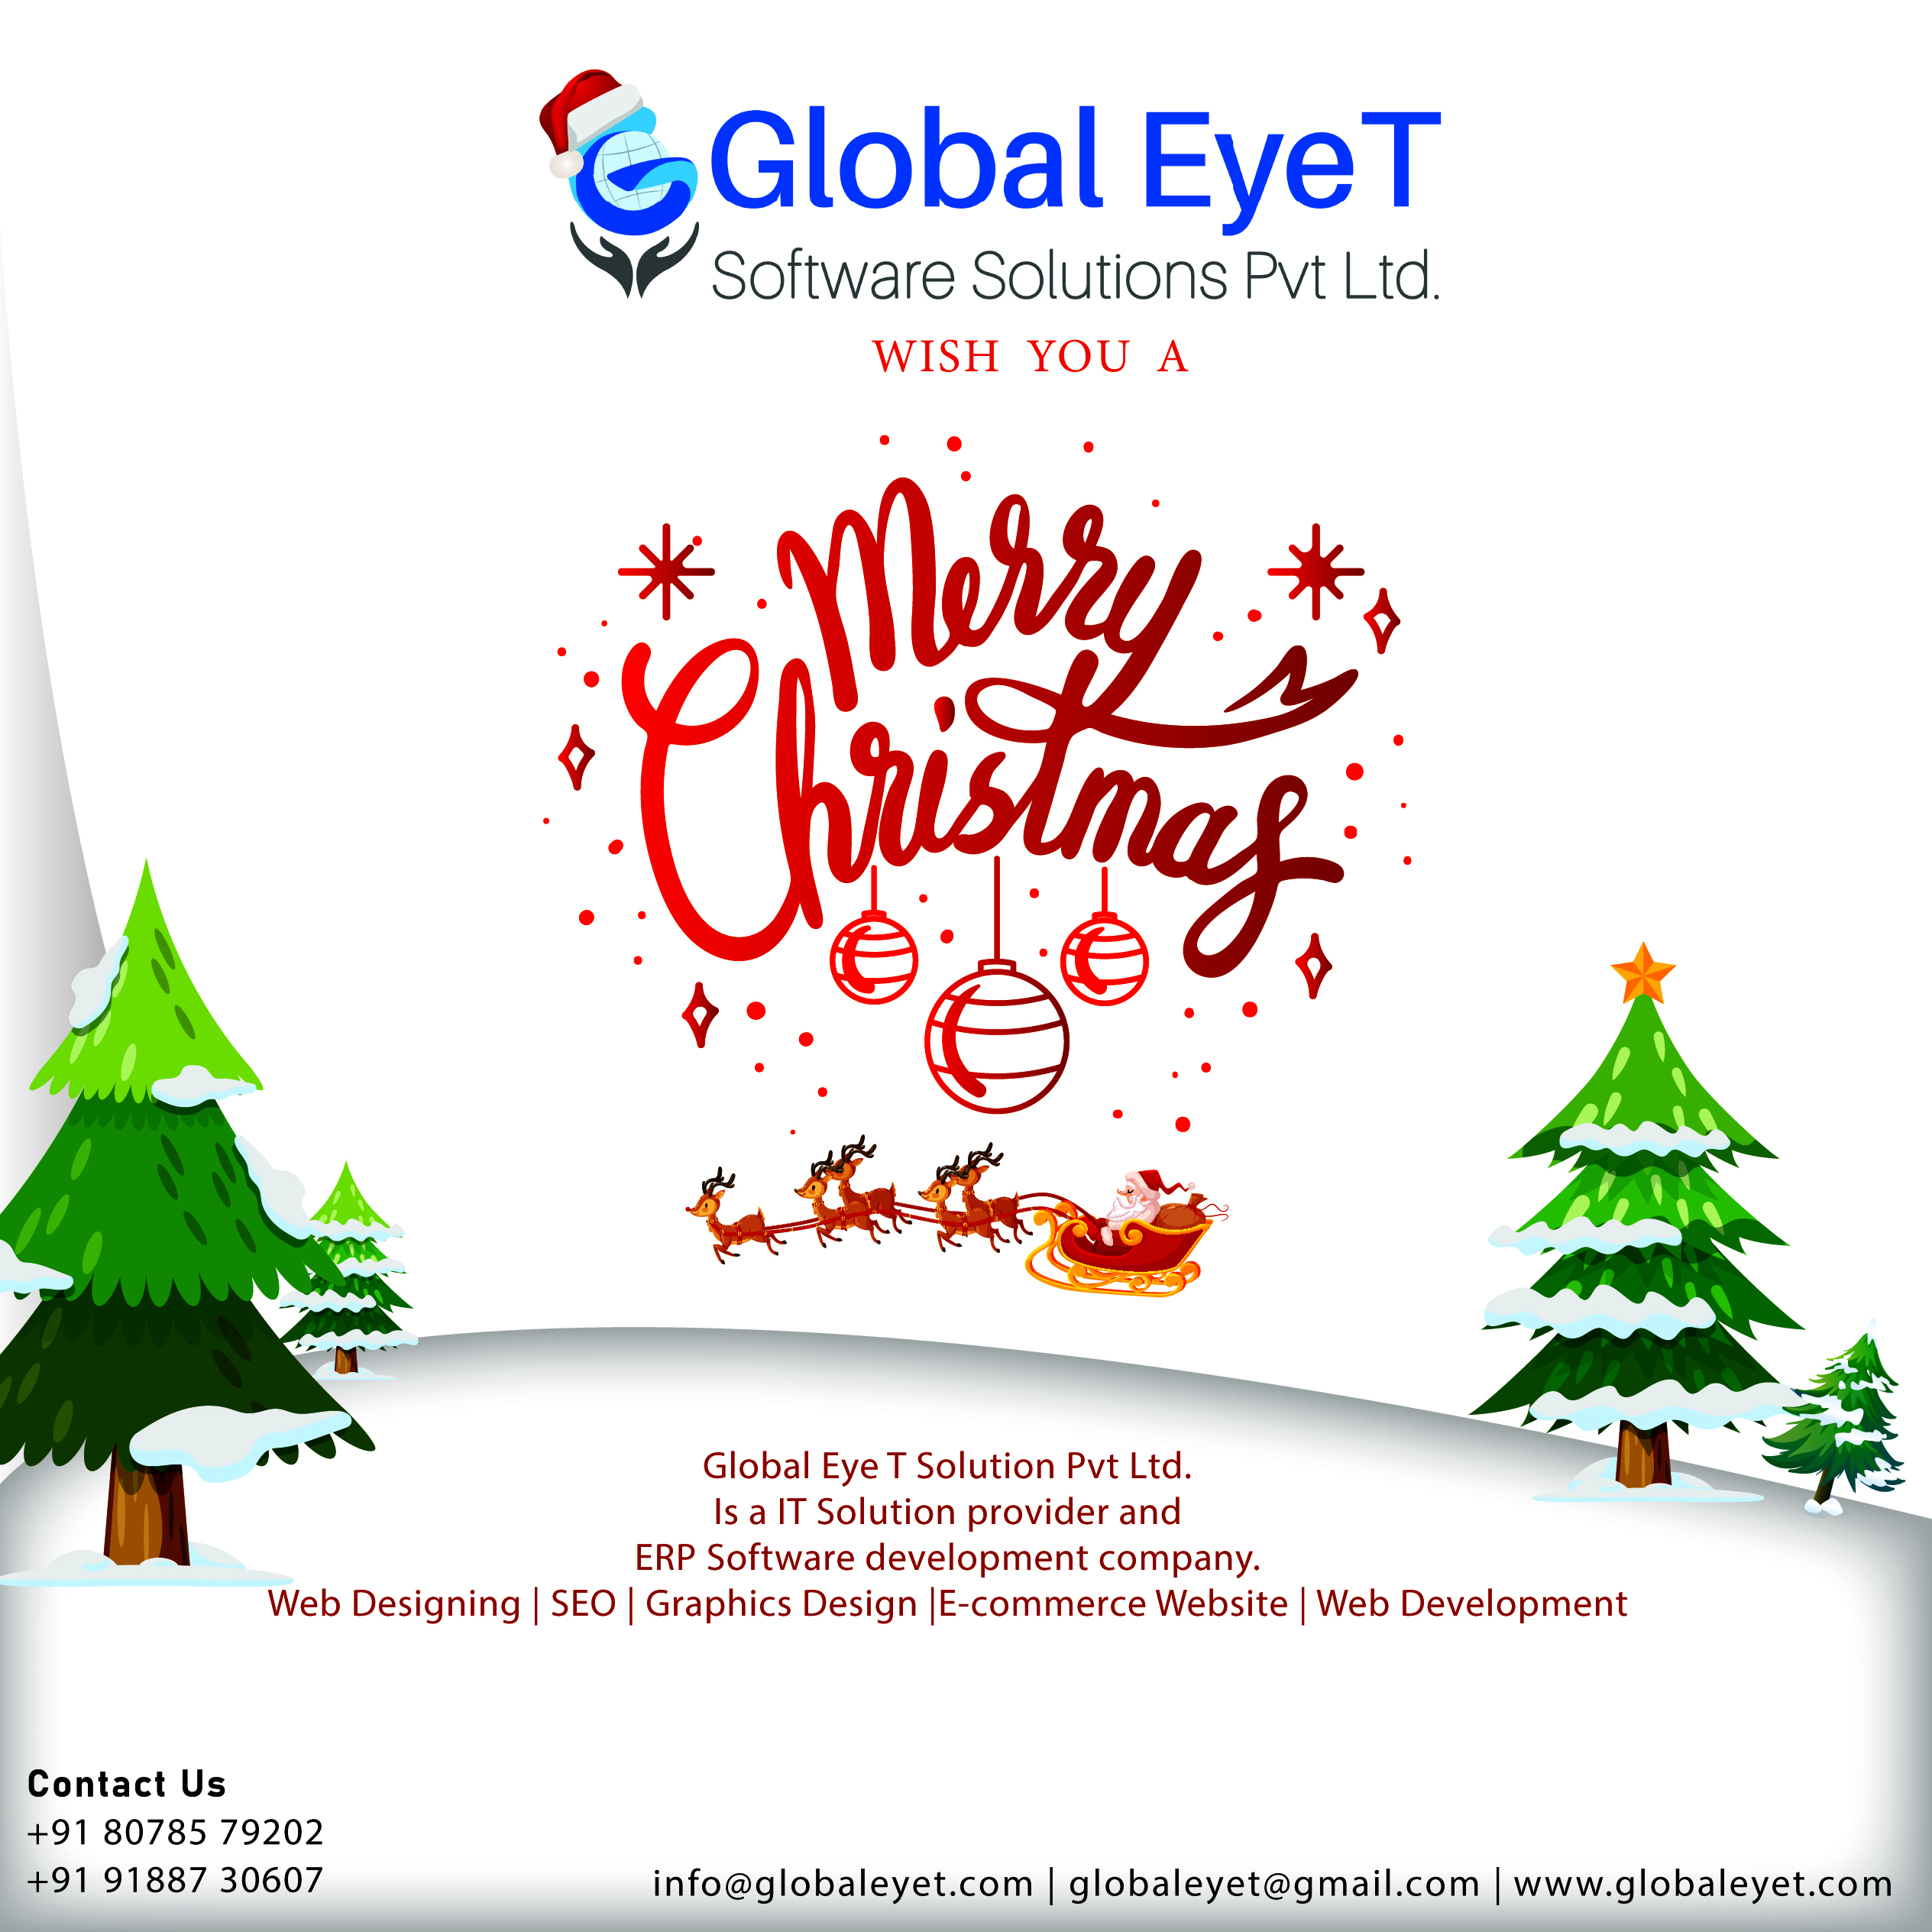 Global EyeT
Software Solutions Pvt Ltd.
WISH YOU A
Merry
Christmas
Global Eye T Solution Pvt Ltd.
Is a IT Solution provider and
ERP Software development company.
Web Designing | SEO | Graphics Design |E-commerce Website | Web Development
Contact Us
+91 80785 79202
+91 91887 30607
info@globaleyet.com | globaleyet@gmail.com | www.globaleyet.com